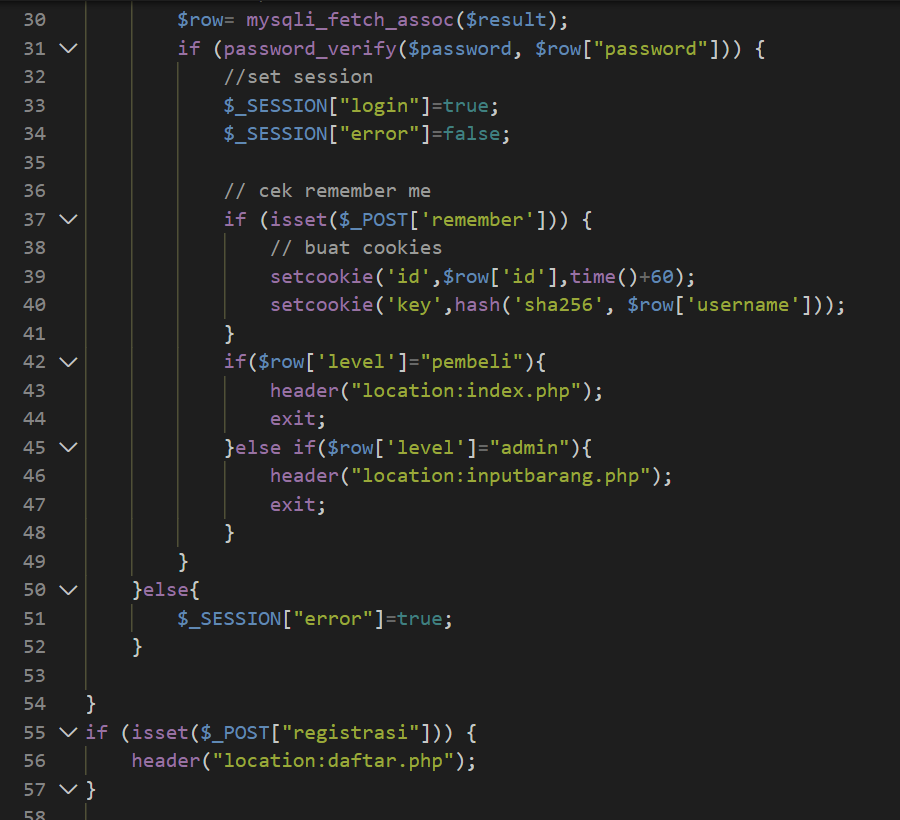 30 $row= mysqli_fetch_assoc($result);
31 if (password_verify($password, $row["password"])) {
32 //set session
33 $_SESSION["login"]=true;
34 $_SESSION["error"]=false;
35
36 // cek remember me
37 if (isset($_POST['remember'])) {
38 // buat cookies
39 setcookie('id',$row['id'],time()+60);
40 setcookie('key',hash('sha256', $row['username']));
41 }
42 if($row['level']="pembeli"){
43 header("location:index.php");
44 exit;
45 }else if($row['level']="admin"){
46 header("location:inputbarang.php");
47 exit;
48 }
49 }
50 }else{
51 $_SESSION["error"]=true;
52 }
53
54 }
55 if (isset($_POST["registrasi"])) {
56 header("location:daftar.php");
57 }
58